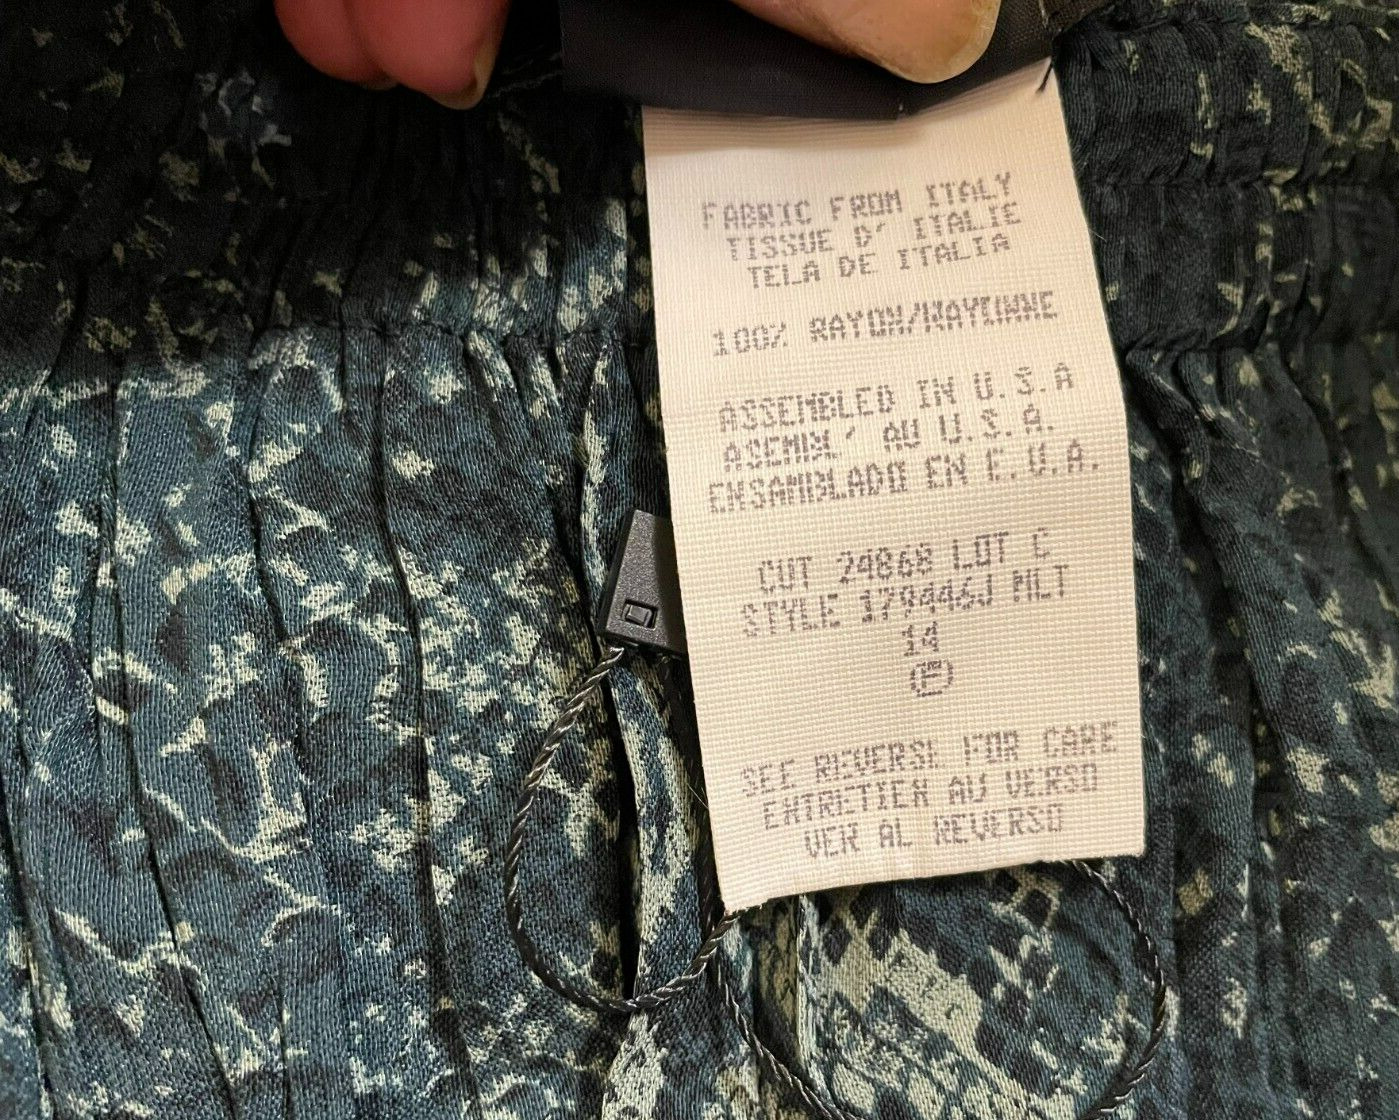 FABRIC FROM ITALY
TISSUE D' ITALIE
TELA DE ITALIA
100% RAYON/RAYONNE
ASSEMBLED IN U.S.A
ASEMBL' AU U.S.A.
ENSAMBLADO EN E.U.A.
CUT 24868 LOT C
STYLE 179446J MLT
14
F
SEE REVERSE FOR CARE
ENTRETIEN AU VERSO
VER AL REVERSO